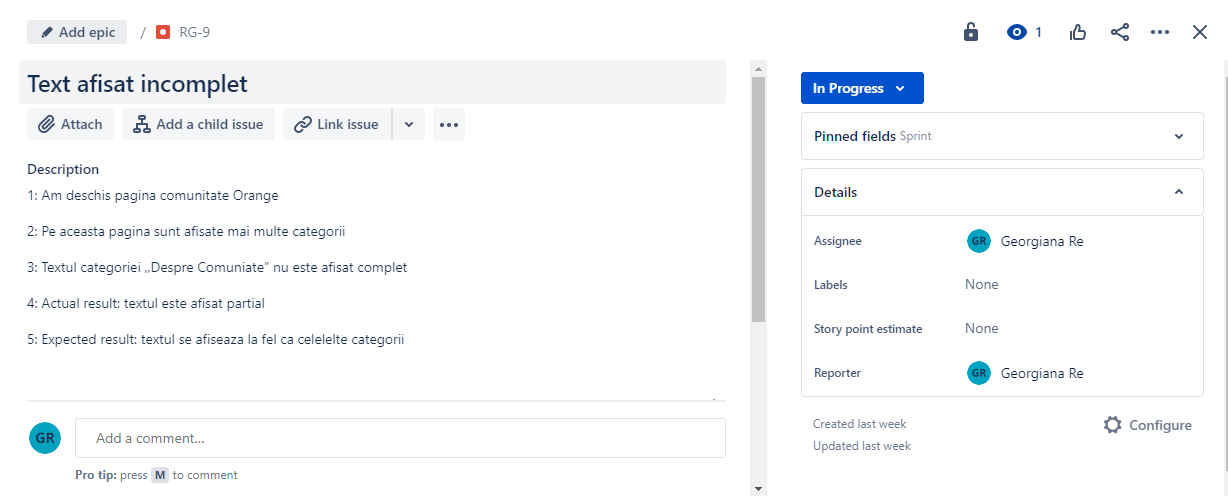 Add epic / RG-9
1
Text afisat incomplet
Attach
Add a child issue
Link issue
Description
1: Am deschis pagina comunitate Orange
2: Pe aceasta pagina sunt afisate mai multe categorii
3: Textul categoriei ,,Despre Comuniate” nu este afisat complet
4: Actual result: textul este afisat partial
5: Expected result: textul se afiseaza la fel ca celelelte categorii
GR
Add a comment...
Pro tip: press M to comment
In Progress
Pinned fields Sprint
Details
Assignee GR Georgiana Re
Labels None
Story point estimate None
Reporter GR Georgiana Re
Created last week
Updated last week
Configure